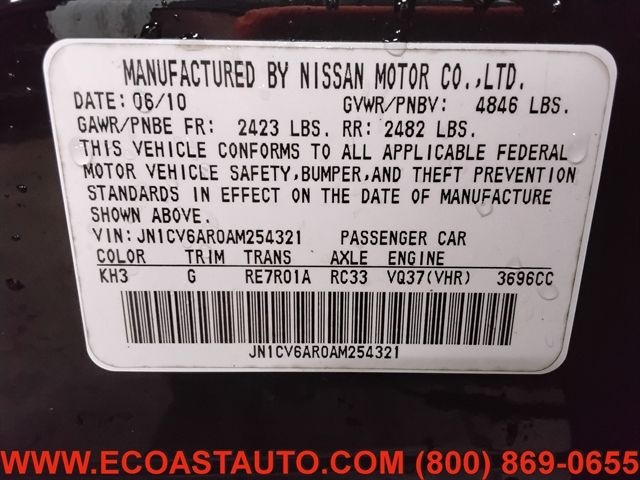 MANUFACTURED BY NISSAN MOTOR CO.,LTD.
DATE: 06/10 GVWR/PNBV: 4846 LBS.
GAWR/PNBE FR: 2423 LBS. RR: 2482 LBS.
THIS VEHICLE CONFORMS TO ALL APPLICABLE FEDERAL
MOTOR VEHICLE SAFETY,BUMPER,AND THEFT PREVENTION
STANDARDS IN EFFECT ON THE DATE OF MANUFACTURE
SHOWN ABOVE.
VIN: JN1CV6AR0AM254321 PASSENGER CAR
COLOR TRIM TRANS AXLE ENGINE
KH3 G RE7R01A RC33 VQ37(VHR) 3696CC
JN1CV6AR0AM254321
WWW.ECOASTAUTO.COM (800) 869-0655